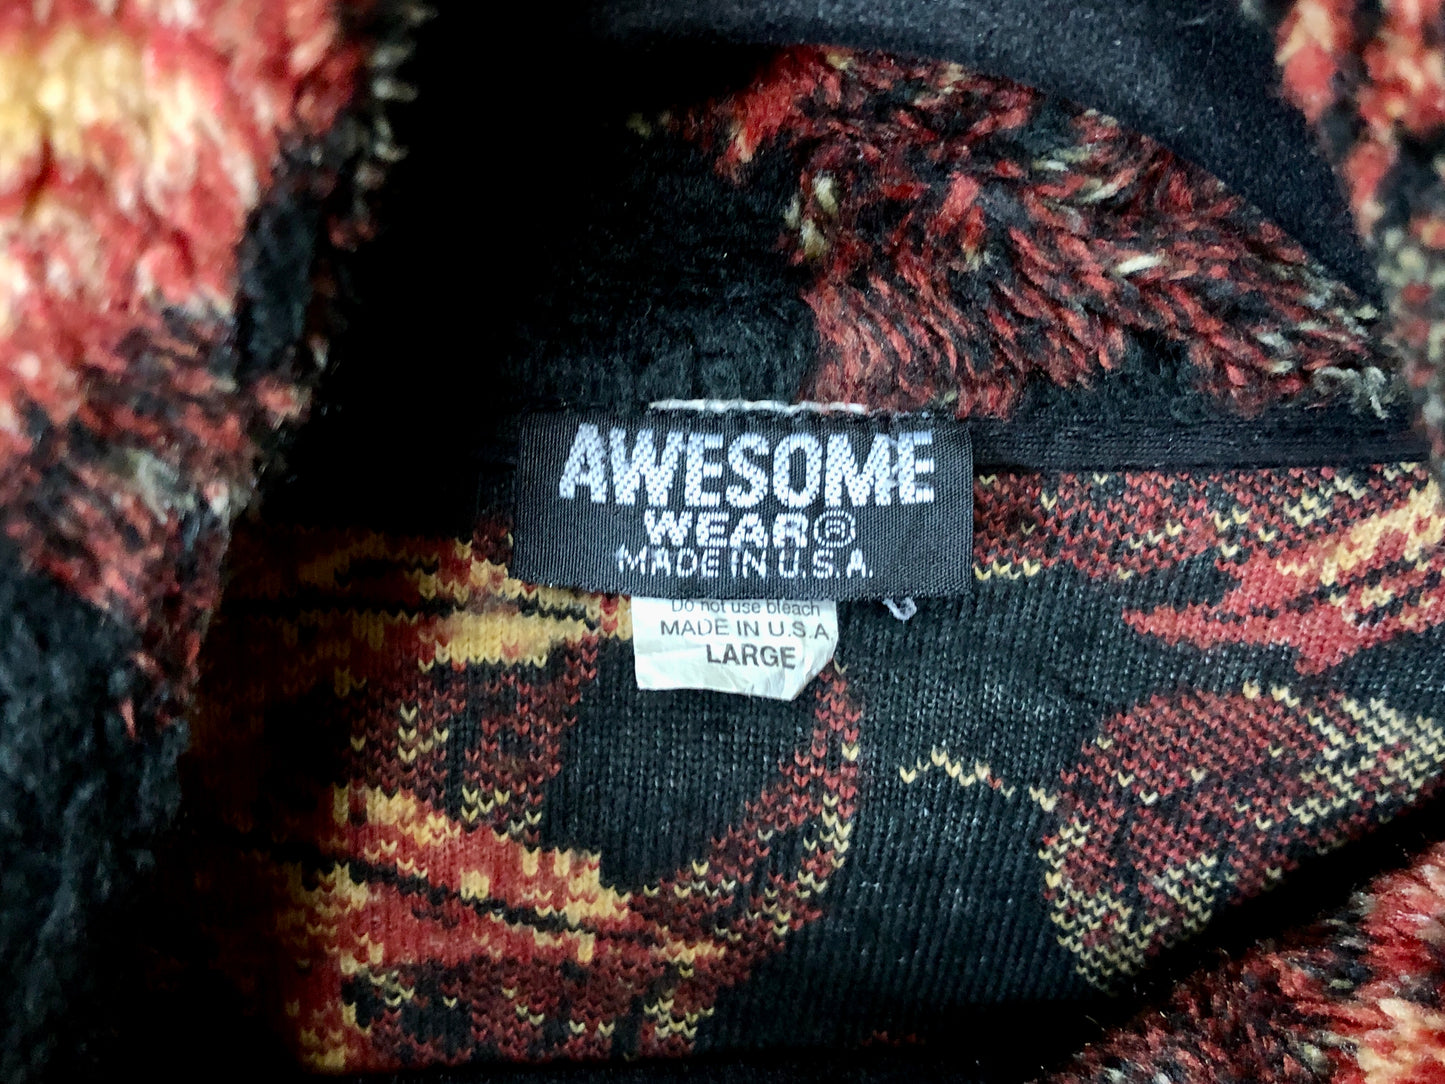 AWESOME
WEAR®
MADE IN U.S.A.
Do not use bleach
MADE IN U.S.A
LARGE